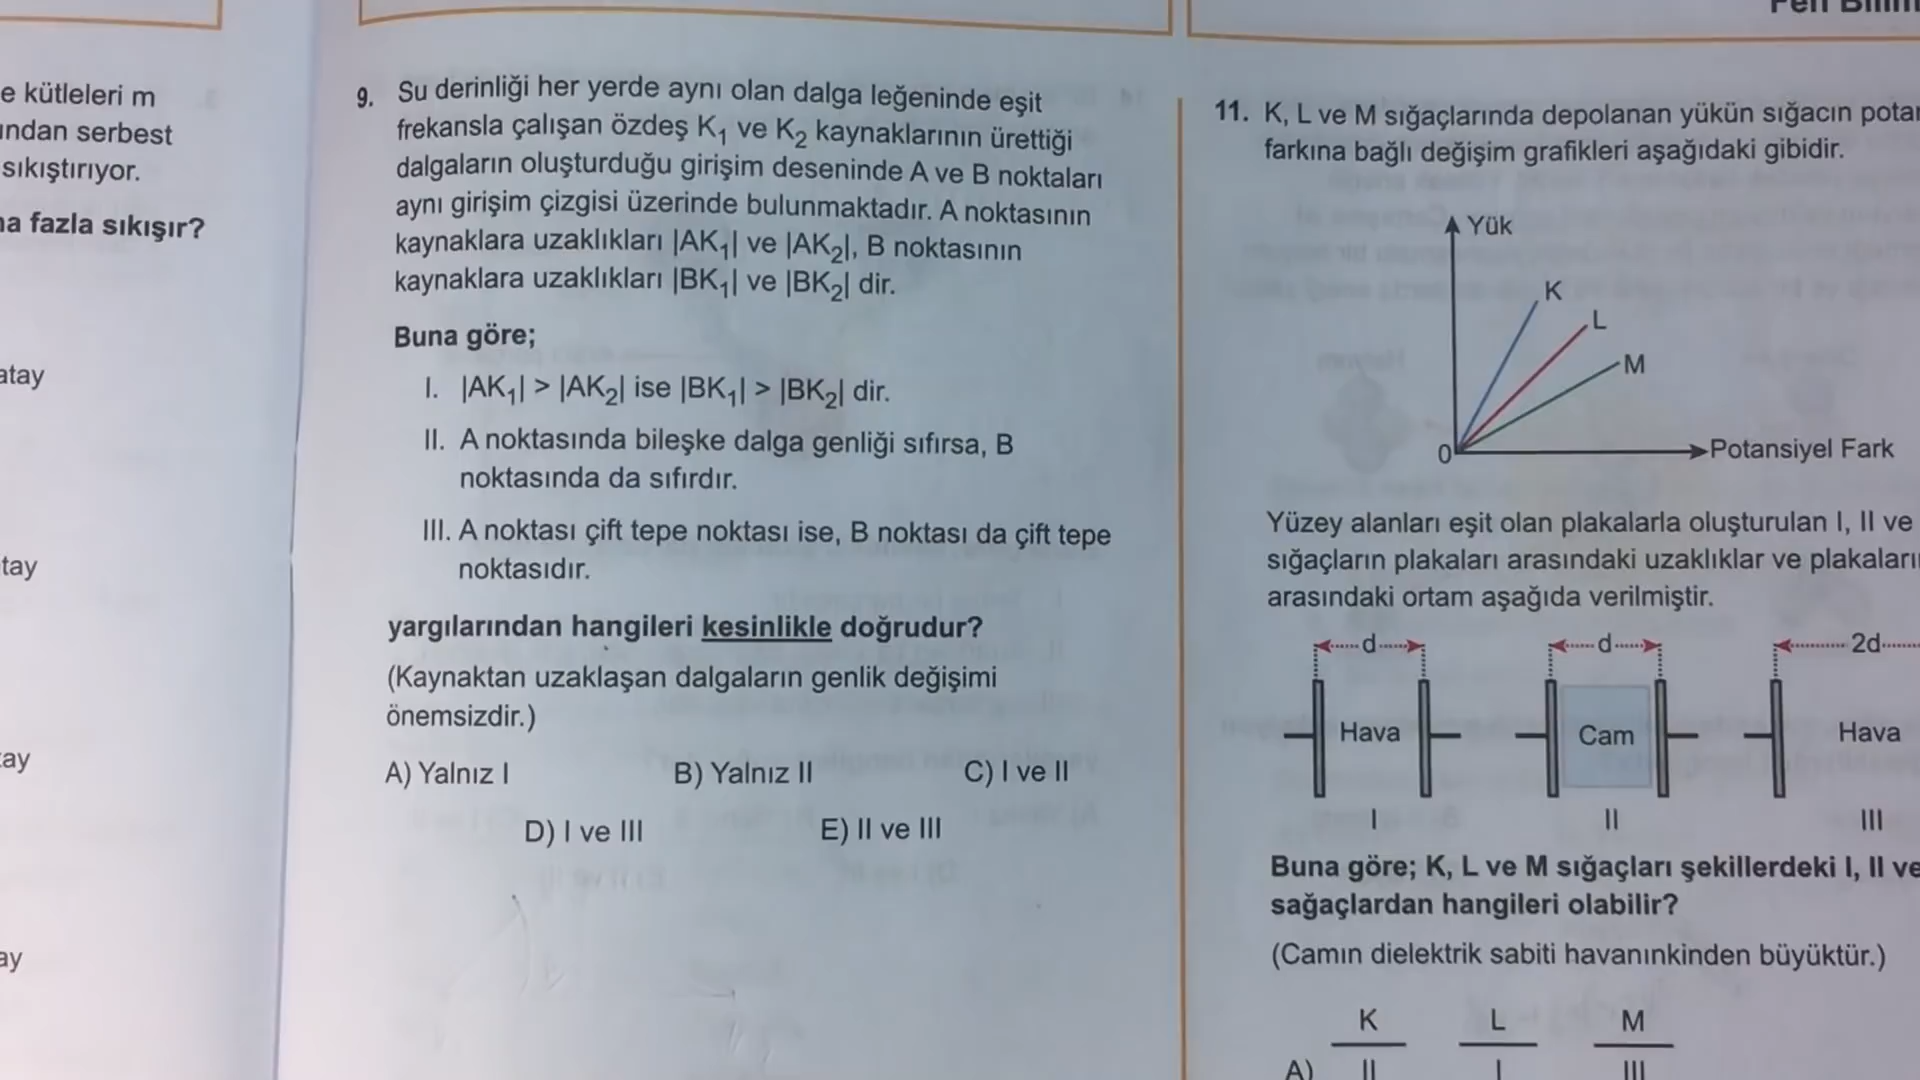 e kütleleri m
ından serbest
sıkıştırıyor.
na fazla sıkışır?
atay
tay
tay
ay
9. Su derinliği her yerde aynı olan dalga leğeninde eşit
frekansla çalışan özdeş K₁ ve K₂ kaynaklarının ürettiği
dalgaların oluşturduğu girişim deseninde A ve B noktaları
aynı girişim çizgisi üzerinde bulunmaktadır. A noktasının
kaynaklara uzaklıkları |AK₁| ve |AK₂|, B noktasının
kaynaklara uzaklıkları |BK₁| ve |BK₂| dir.
Buna göre;
I. |AK₁| > |AK₂| ise |BK₁| > |BK₂| dir.
II. A noktasında bileşke dalga genliği sıfırsa, B
noktasında da sıfırdır.
III. A noktası çift tepe noktası ise, B noktası da çift tepe
noktasıdır.
yargılarından hangileri kesinlikle doğrudur?
(Kaynaktan uzaklaşan dalgaların genlik değişimi
önemsizdir.)
A) Yalnız I B) Yalnız II C) I ve II
D) I ve III E) II ve III
11. K, L ve M sığaçlarında depolanan yükün sığacın potan
farkına bağlı değişim grafikleri aşağıdaki gibidir.
Yük
K
L
M
0
Potansiyel Fark
Yüzey alanları eşit olan plakalarla oluşturulan I, II ve
sığaçların plakaları arasındaki uzaklıklar ve plakaları
arasındaki ortam aşağıda verilmiştir.
d d 2d
Hava Cam Hava
I II III
Buna göre; K, L ve M sığaçları şekillerdeki I, II ve
sağaçlardan hangileri olabilir?
(Camın dielektrik sabiti havanınkinden büyüktür.)
K L M
A) II I III